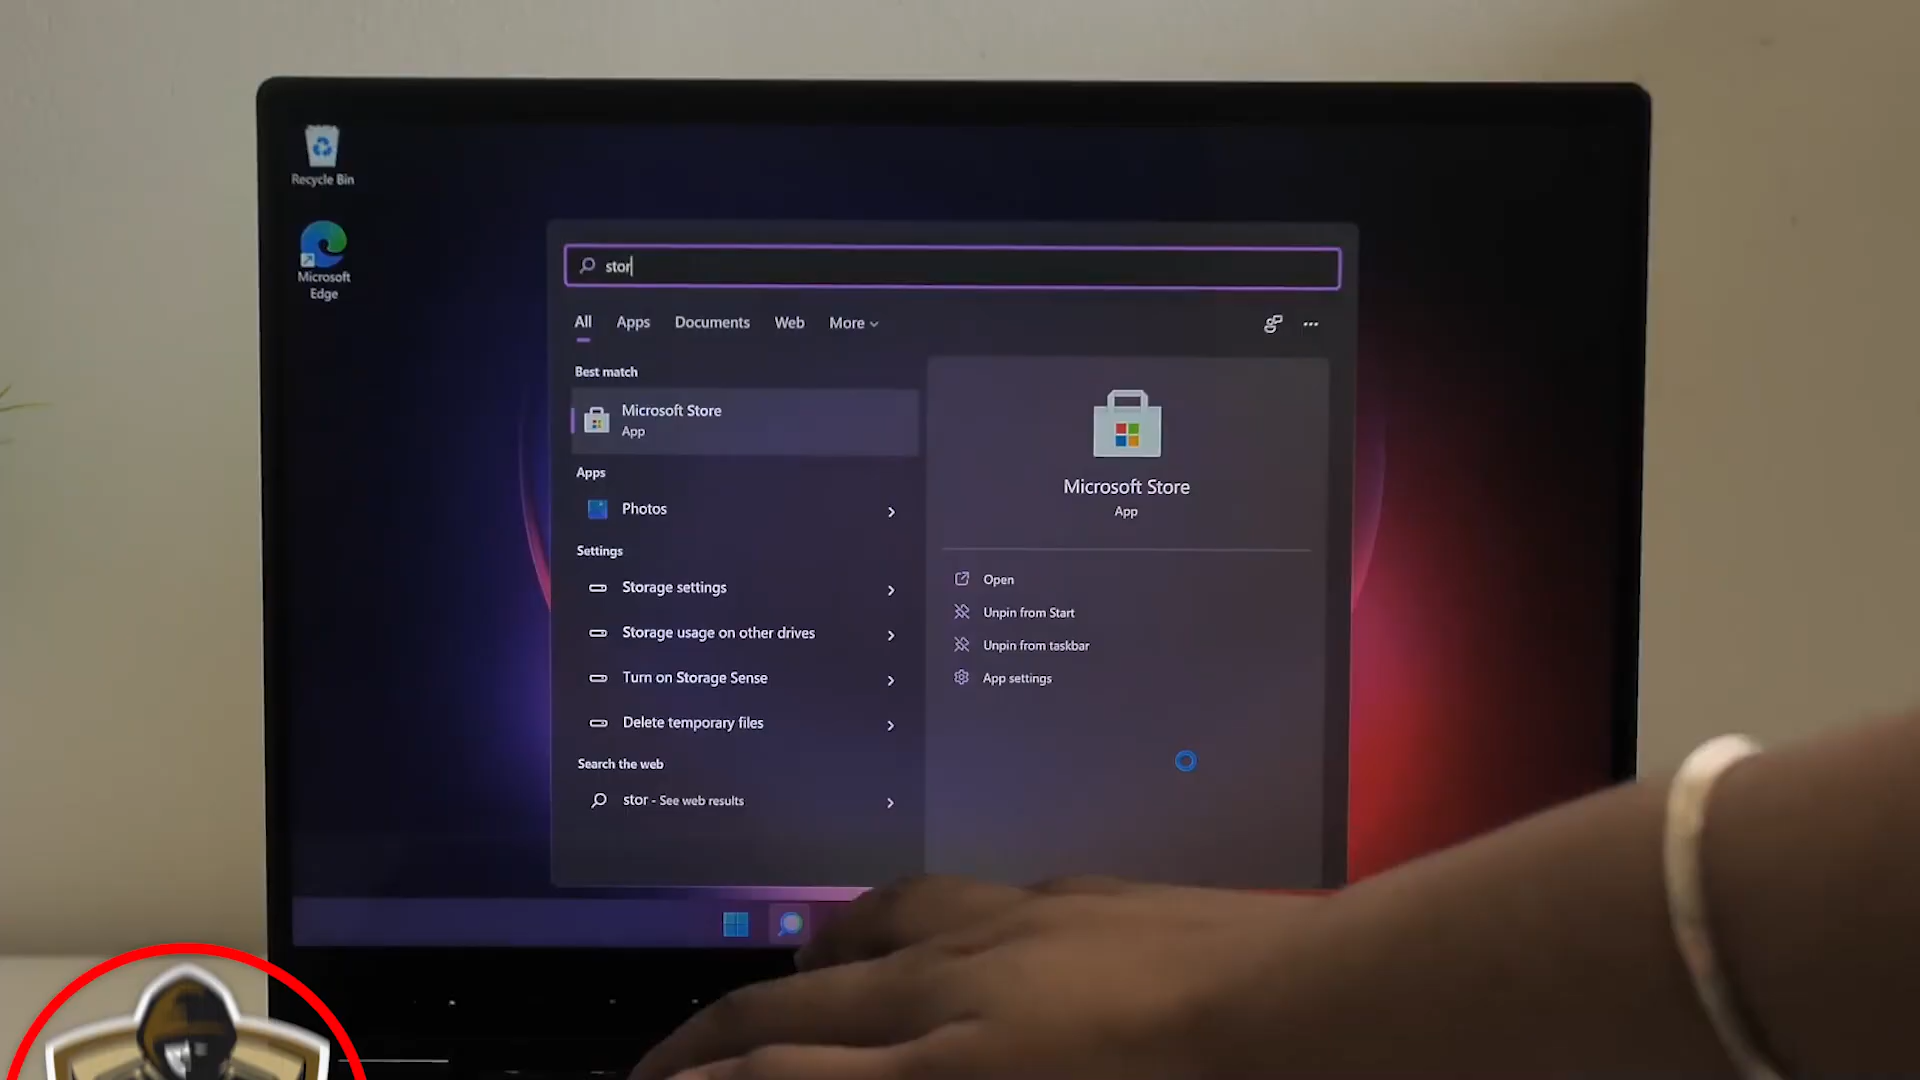 Recycle Bin
Microsoft
Edge
stor
All Apps Documents Web More
Best match
Microsoft Store
App
Apps
Photos
Settings
Storage settings
Storage usage on other drives
Turn on Storage Sense
Delete temporary files
Search the web
stor - See web results
Microsoft Store
App
Open
Unpin from Start
Unpin from taskbar
App settings